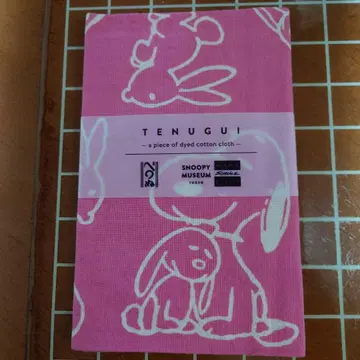 TENUGUI
– a piece of dyed cotton cloth –
SNOOPY
MUSEUM
TOKYO